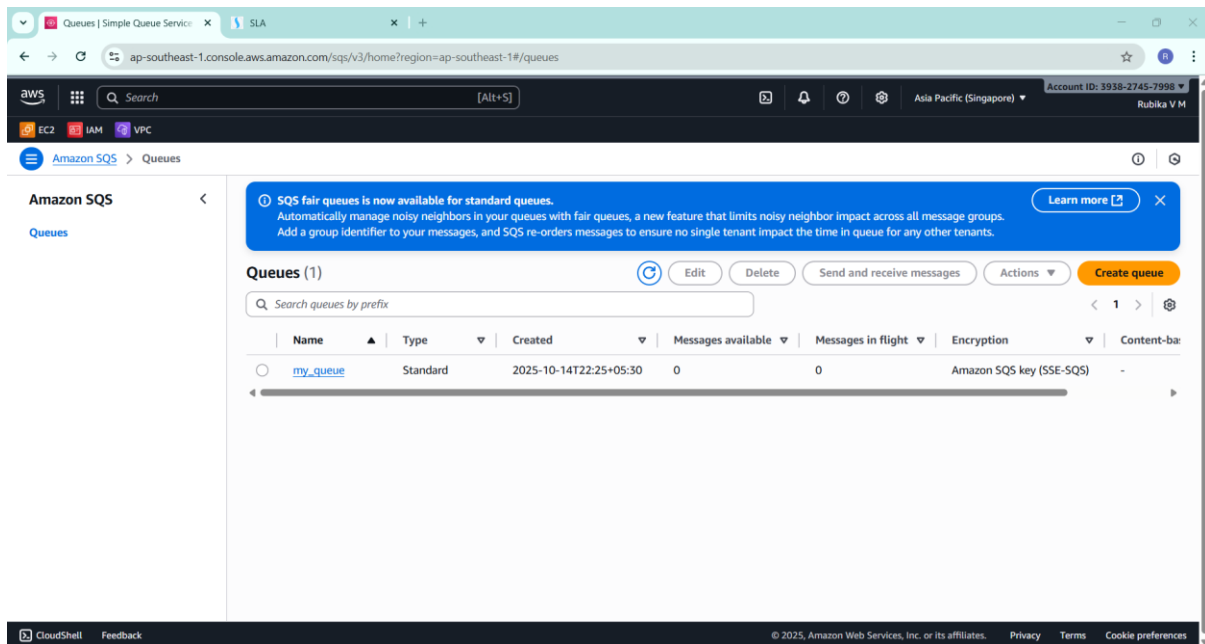 Queues | Simple Queue Service
SLA
ap-southeast-1.console.aws.amazon.com/sqs/v3/home?region=ap-southeast-1#/queues
B
aws
Search
[Alt+S]
Asia Pacific (Singapore)
Account ID: 3938-2745-7998
Rubika V M
EC2 IAM VPC
Amazon SQS > Queues
Amazon SQS
Queues
SQS fair queues is now available for standard queues.
Automatically manage noisy neighbors in your queues with fair queues, a new feature that limits noisy neighbor impact across all message groups.
Add a group identifier to your messages, and SQS re-orders messages to ensure no single tenant impact the time in queue for any other tenants.
Learn more
Queues (1)
Edit
Delete
Send and receive messages
Actions
Create queue
Search queues by prefix
1
Name Type Created Messages available Messages in flight Encryption Content-bas
my_queue Standard 2025-10-14T22:25+05:30 0 0 Amazon SQS key (SSE-SQS) -
CloudShell Feedback © 2025, Amazon Web Services, Inc. or its affiliates. Privacy Terms Cookie preferences